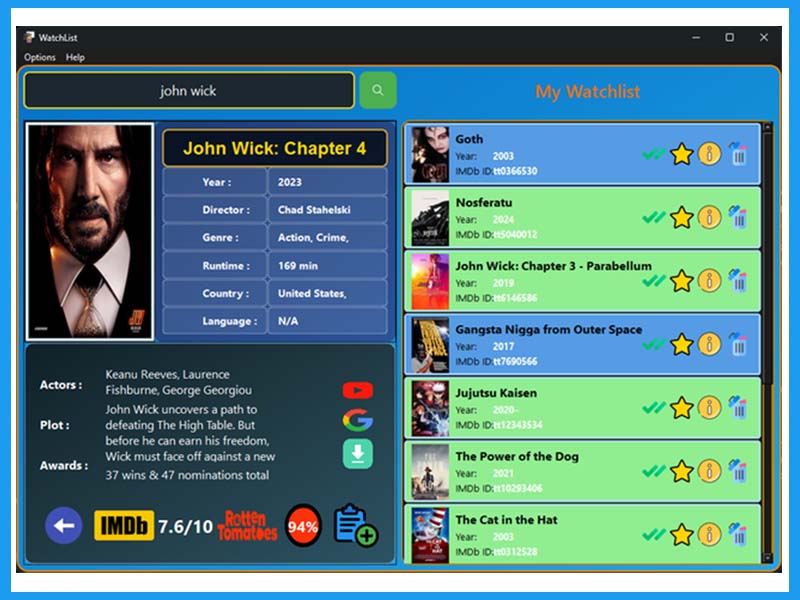 WatchList
Options Help
john wick
My Watchlist
John Wick: Chapter 4
Year : 2023
Director : Chad Stahelski
Genre : Action, Crime,
Runtime : 169 min
Country : United States,
Language : N/A
Actors : Keanu Reeves, Laurence
Fishburne, George Georgiou
Plot : John Wick uncovers a path to
defeating The High Table. But
before he can earn his freedom,
Wick must face off against a new
Awards : 37 wins & 47 nominations total
IMDb 7.6/10 Rotten Tomatoes 94%
Goth
Year: 2003
IMDb ID:tt0366530
Nosferatu
Year: 2024
IMDb ID:tt5040012
John Wick: Chapter 3 - Parabellum
Year: 2019
IMDb ID:tt6146586
Gangsta Nigga from Outer Space
Year: 2017
IMDb ID:tt7690566
Jujutsu Kaisen
Year: 2020-
IMDb ID:tt12343534
The Power of the Dog
Year: 2021
IMDb ID:tt10293406
The Cat in the Hat
Year: 2003
IMDb ID:tt0312528